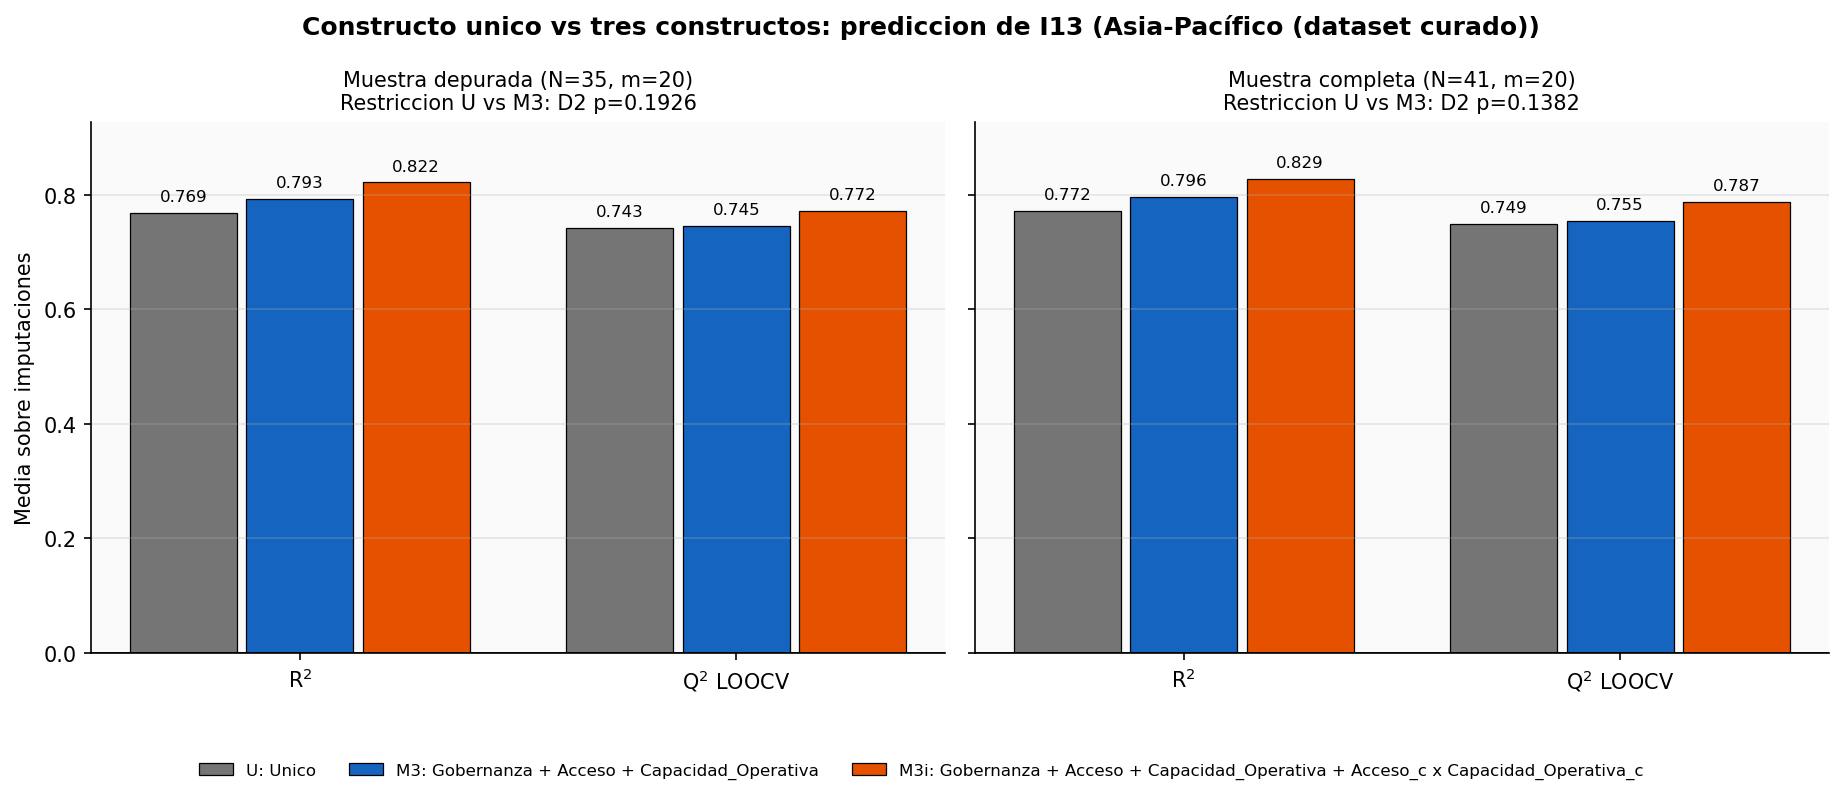 Constructo unico vs tres constructos: prediccion de I13 (Asia-Pacífico (dataset curado))
Muestra depurada (N=35, m=20)
Restriccion U vs M3: D2 p=0.1926
Muestra completa (N=41, m=20)
Restriccion U vs M3: D2 p=0.1382
Media sobre imputaciones
0.8
0.6
0.4
0.2
0.0
0.769
0.793
0.822
0.743
0.745
0.772
R²
Q² LOOCV
0.772
0.796
0.829
0.749
0.755
0.787
R²
Q² LOOCV
U: Unico
M3: Gobernanza + Acceso + Capacidad_Operativa
M3i: Gobernanza + Acceso + Capacidad_Operativa + Acceso_c x Capacidad_Operativa_c